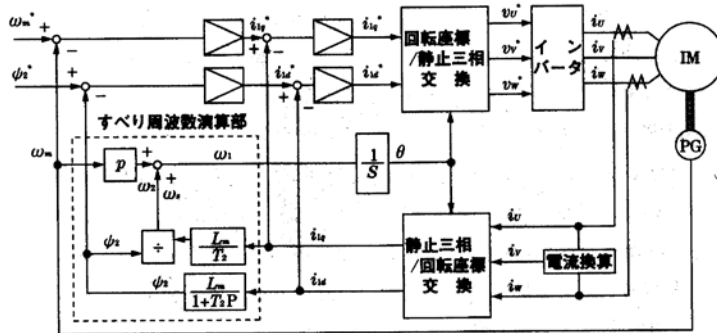 ωm* i1q* i1q* vU* iU
回転座標 /静止三相 交換
vV* iV
イン バータ
IM
ψ2* i1d* i1d* vW* iW
すべり周波数演算部
PG
ωm p ω2 ω1 1/S θ
ωs
iU
ψ2 ÷ Lm/T2 i1q
静止三相 /回転座標 交換
iV
電流換算
ψ2 Lm/1+T2P i1d iW